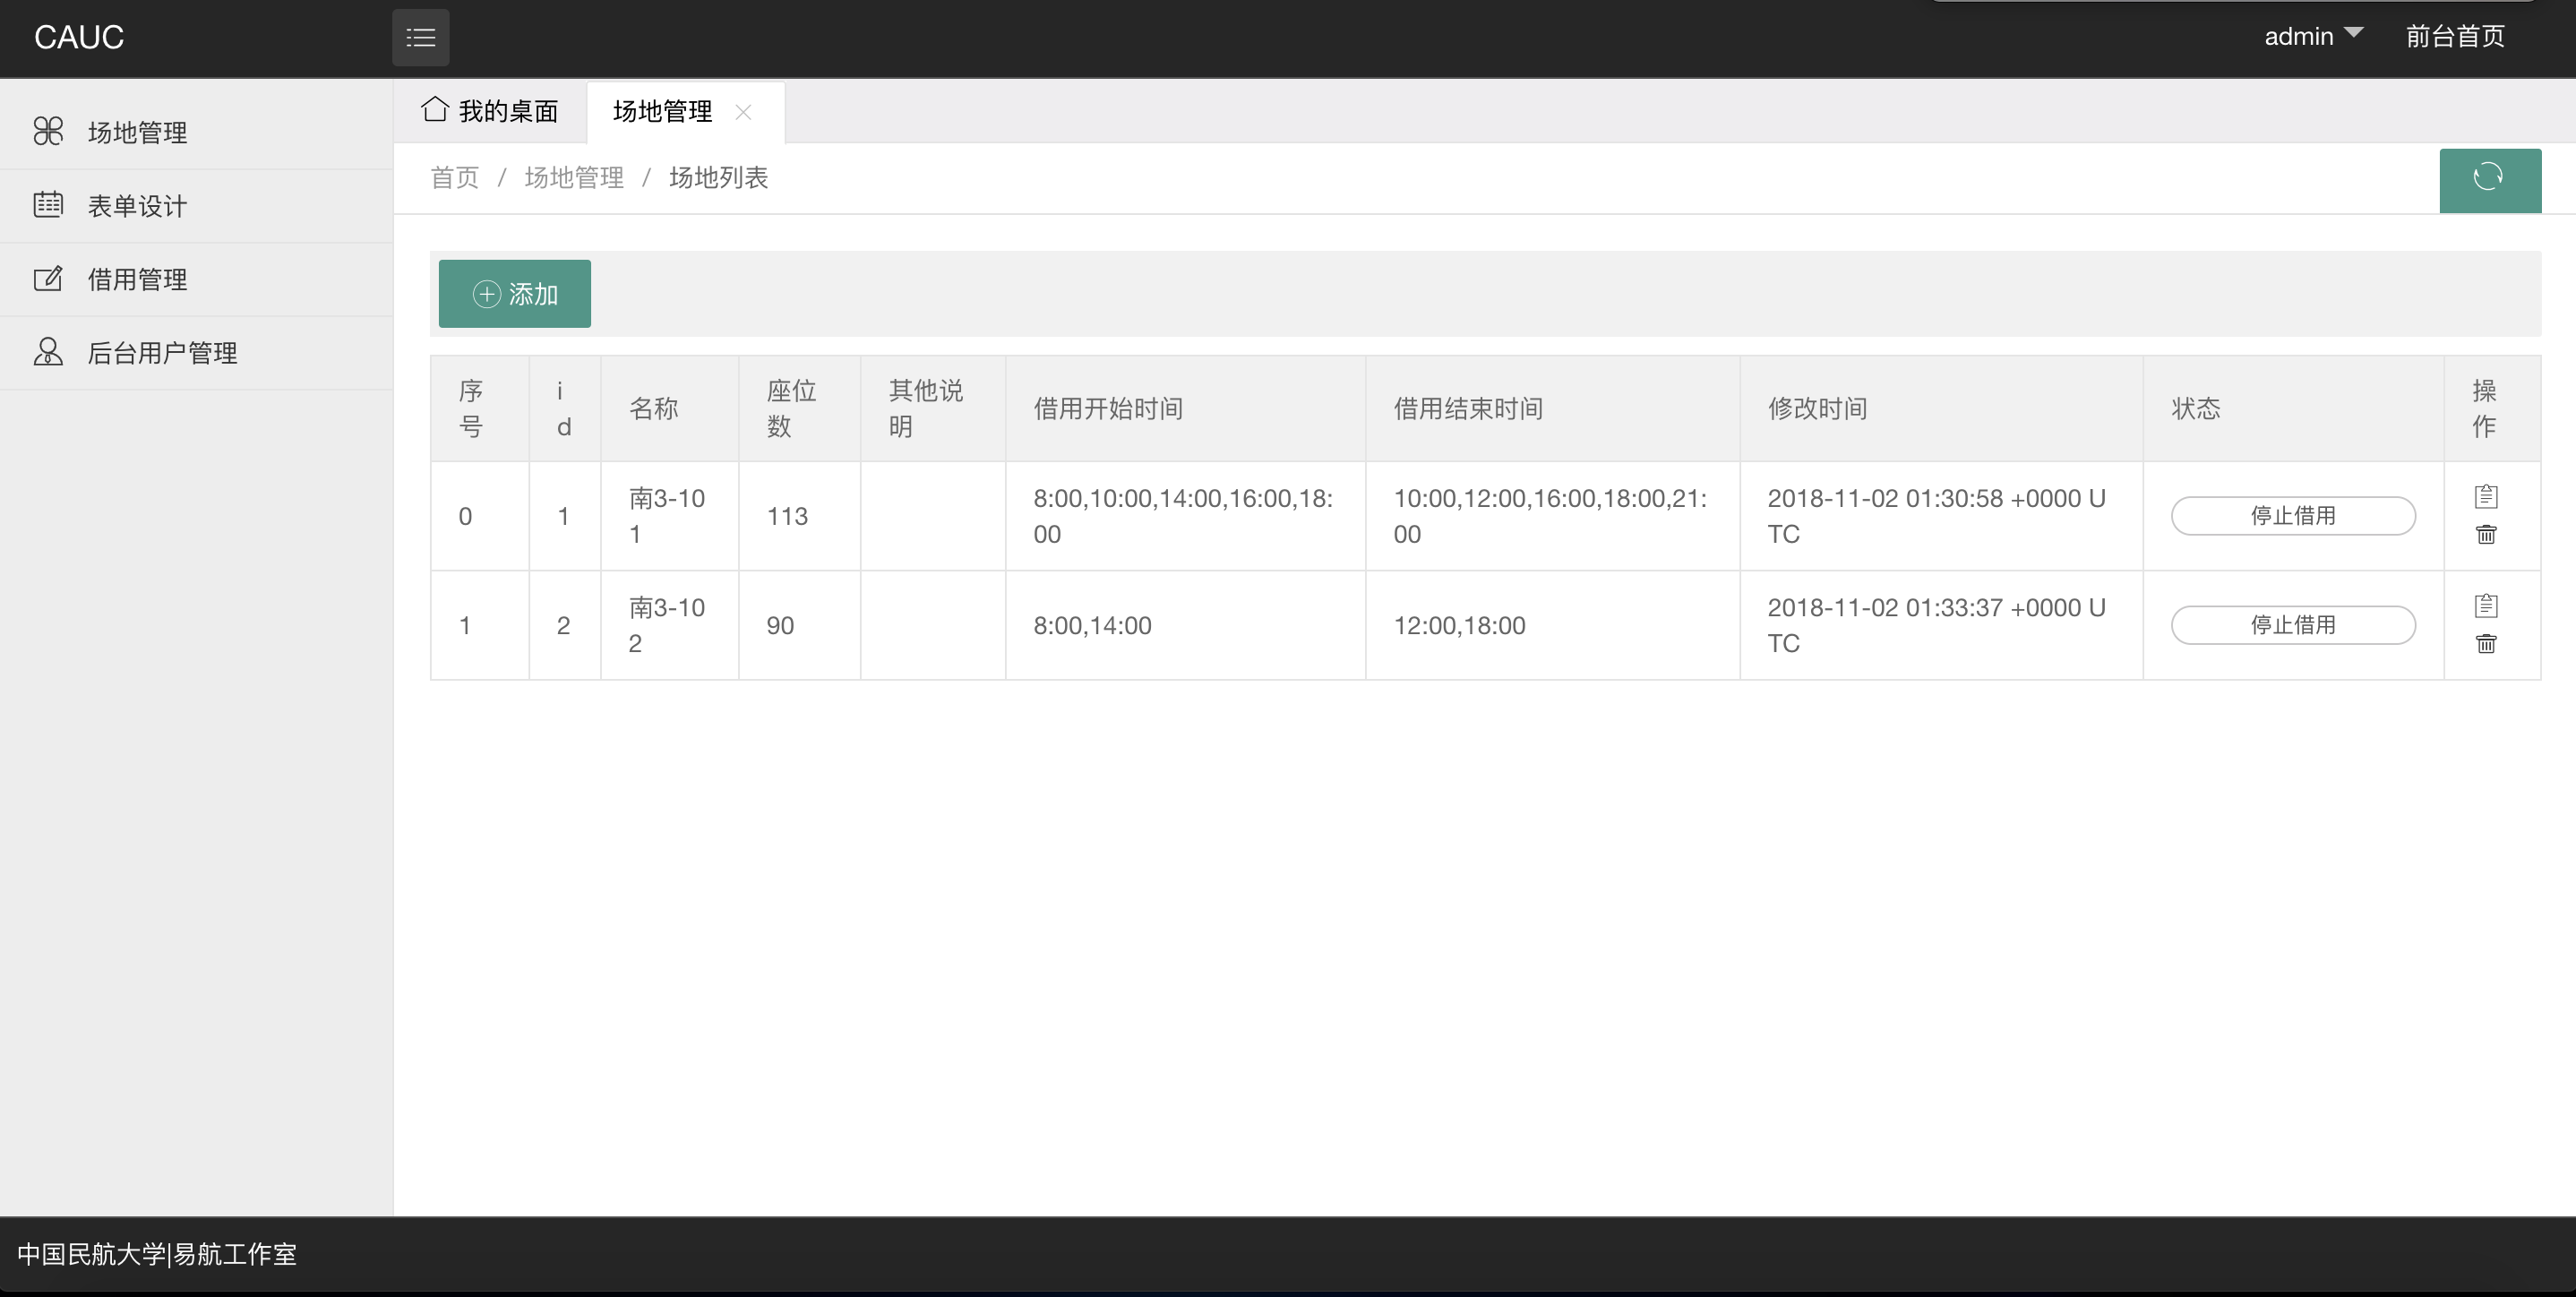 CAUC
admin
前台首页
场地管理
表单设计
借用管理
后台用户管理
我的桌面
场地管理
首页 / 场地管理 / 场地列表
添加
序
号
i
d
名称
座位
数
其他说
明
借用开始时间
借用结束时间
修改时间
状态
操
作
0
1
南3-10
1
113
8:00,10:00,14:00,16:00,18:
00
10:00,12:00,16:00,18:00,21:
00
2018-11-02 01:30:58 +0000 U
TC
停止借用
1
2
南3-10
2
90
8:00,14:00
12:00,18:00
2018-11-02 01:33:37 +0000 U
TC
停止借用
中国民航大学|易航工作室